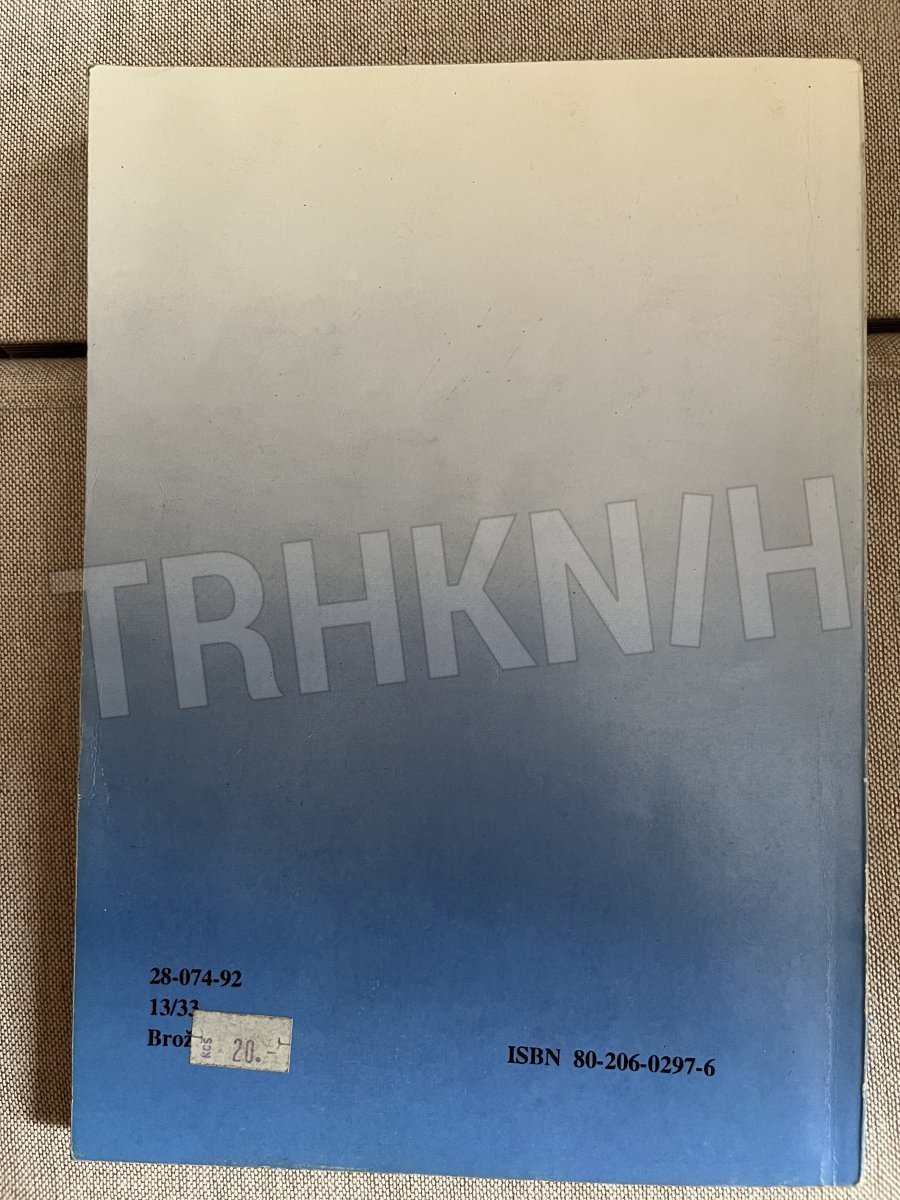 TRHKNIH
28-074-92
13/33
Brož
KČS 20.-
ISBN 80-206-0297-6